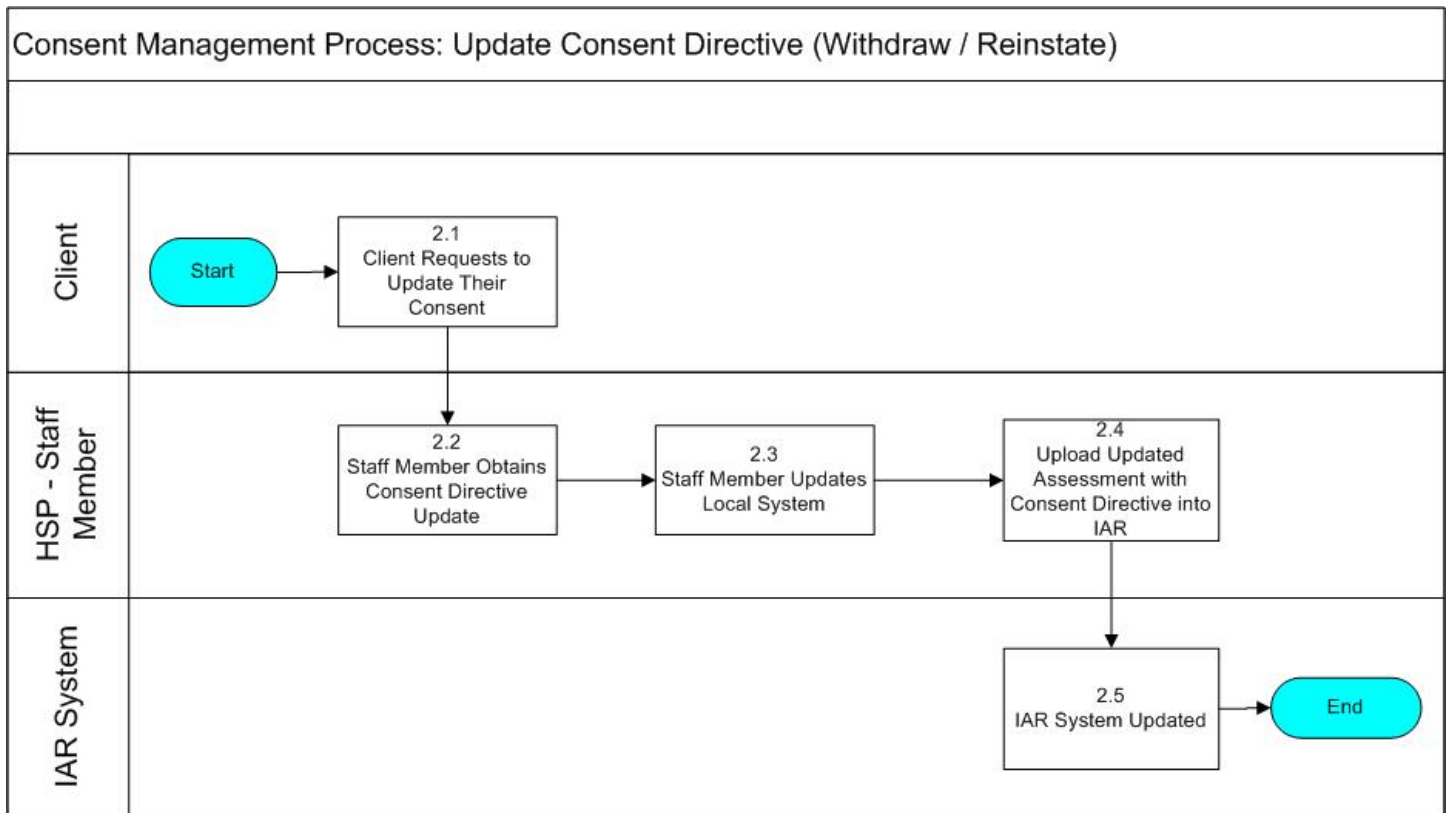 Consent Management Process: Update Consent Directive (Withdraw / Reinstate)
Client
Start
2.1
Client Requests to
Update Their
Consent
HSP - Staff
Member
2.2
Staff Member Obtains
Consent Directive
Update
2.3
Staff Member Updates
Local System
2.4
Upload Updated
Assessment with
Consent Directive into
IAR
IAR System
2.5
IAR System Updated
End